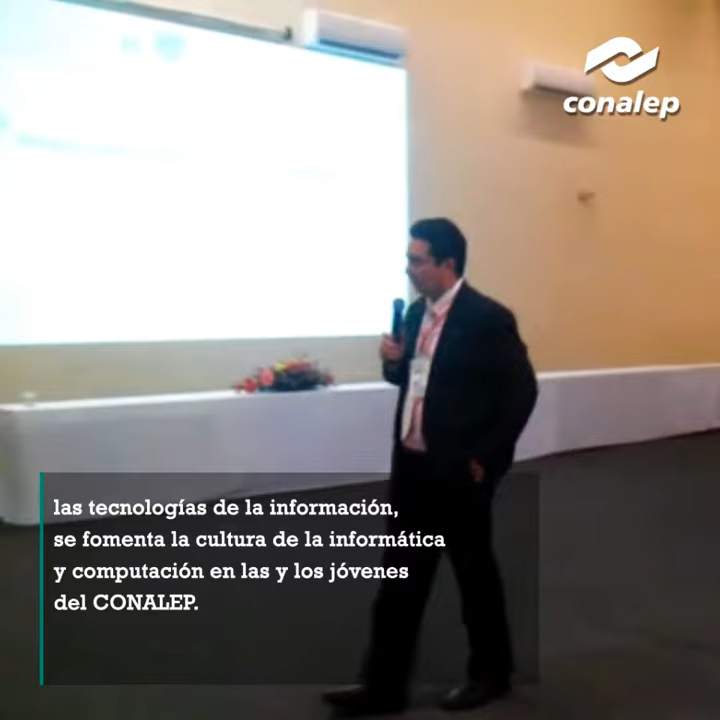 conalep
las tecnologías de la información,
se fomenta la cultura de la informática
y computación en las y los jóvenes
del CONALEP.